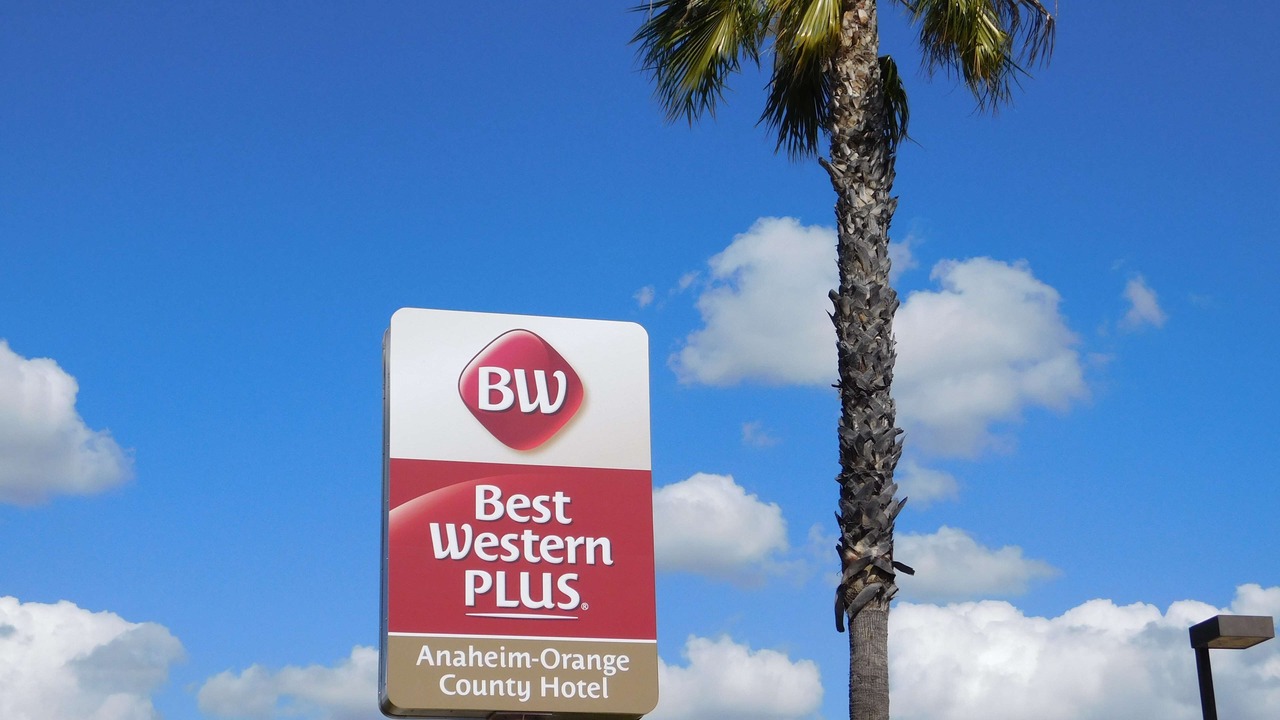 BW
Best
Western
PLUS®
Anaheim-Orange
County Hotel